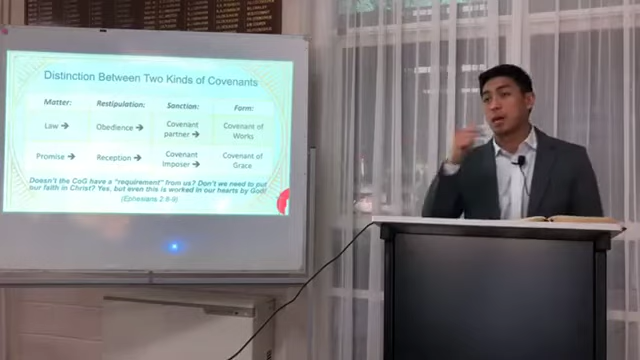 Distinction Between Two Kinds of Covenants
Matter: Restipulation: Sanction: Form:
Law → Obedience → Covenant partner → Covenant of Works
Promise → Reception → Covenant Imposer → Covenant of Grace
Doesn't the CoG have a "requirement" from us? Don't we need to put
our faith in Christ? Yes, but even this is worked in our hearts by God!
(Ephesians 2:8-9)